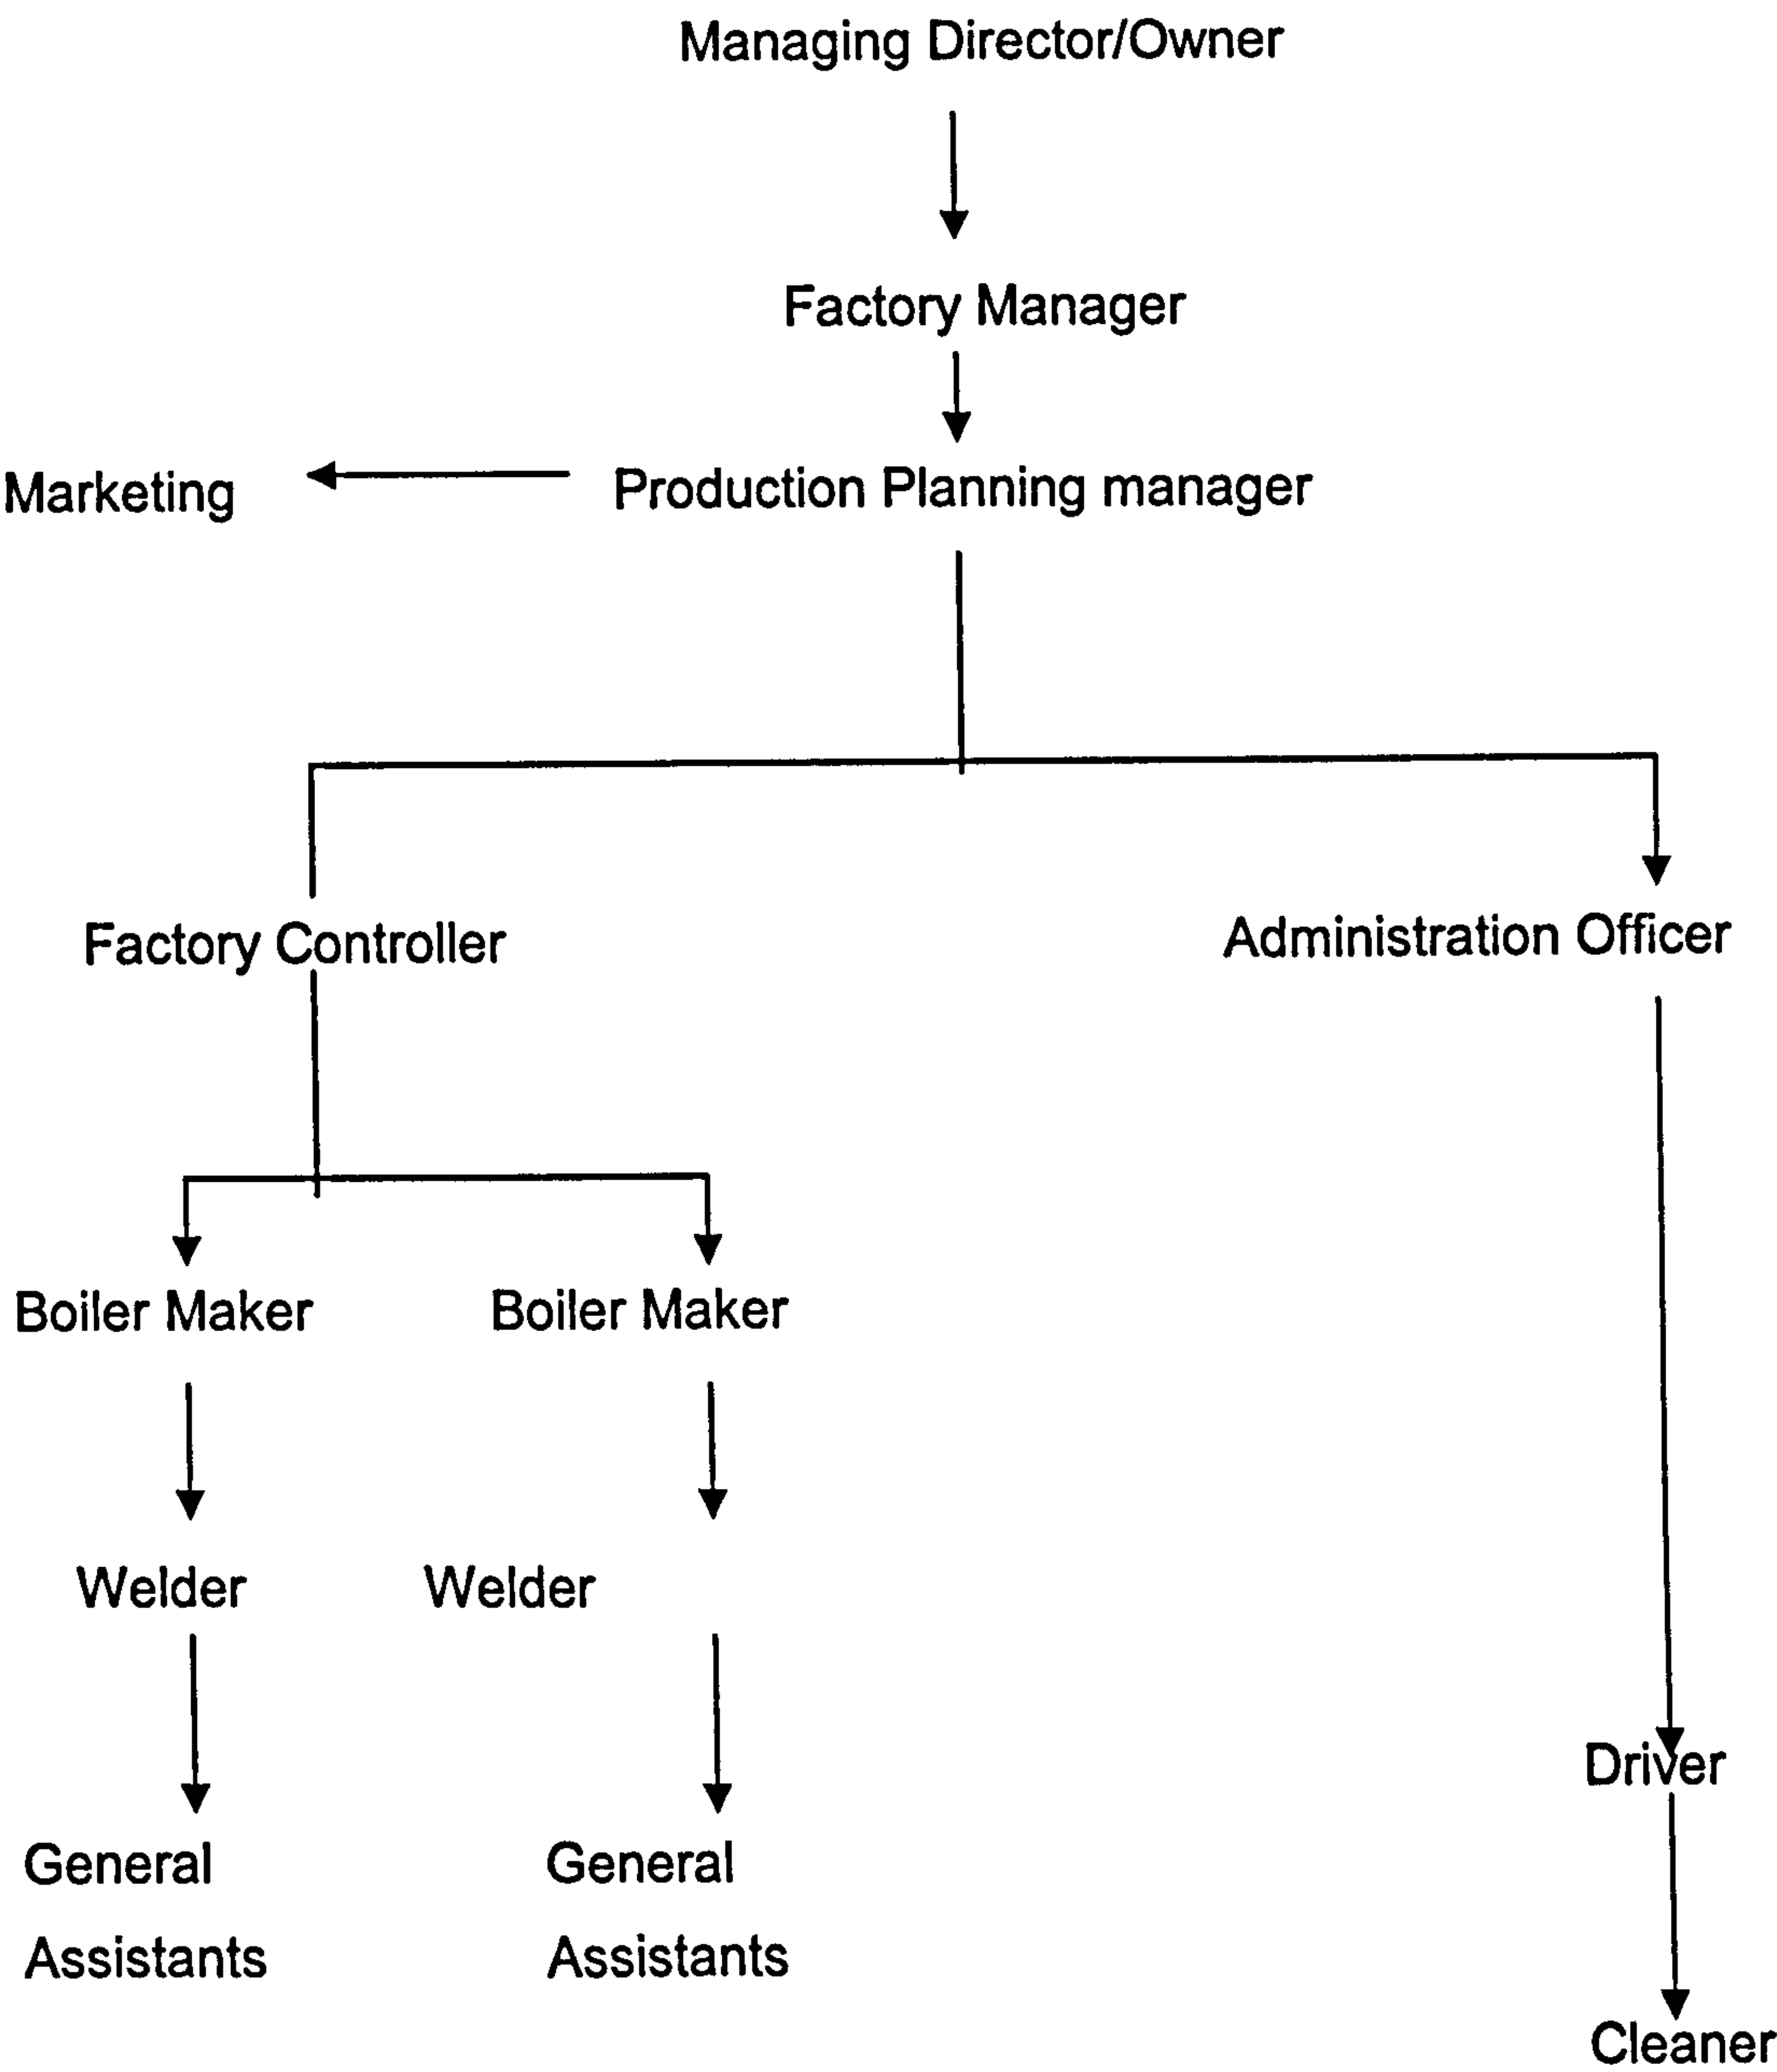 Managing Director/Owner
Factory Manager
Marketing
Production Planning manager
Factory Controller
Administration Officer
Boiler Maker
Boiler Maker
Welder
Welder
Driver
General
Assistants
General
Assistants
Cleaner